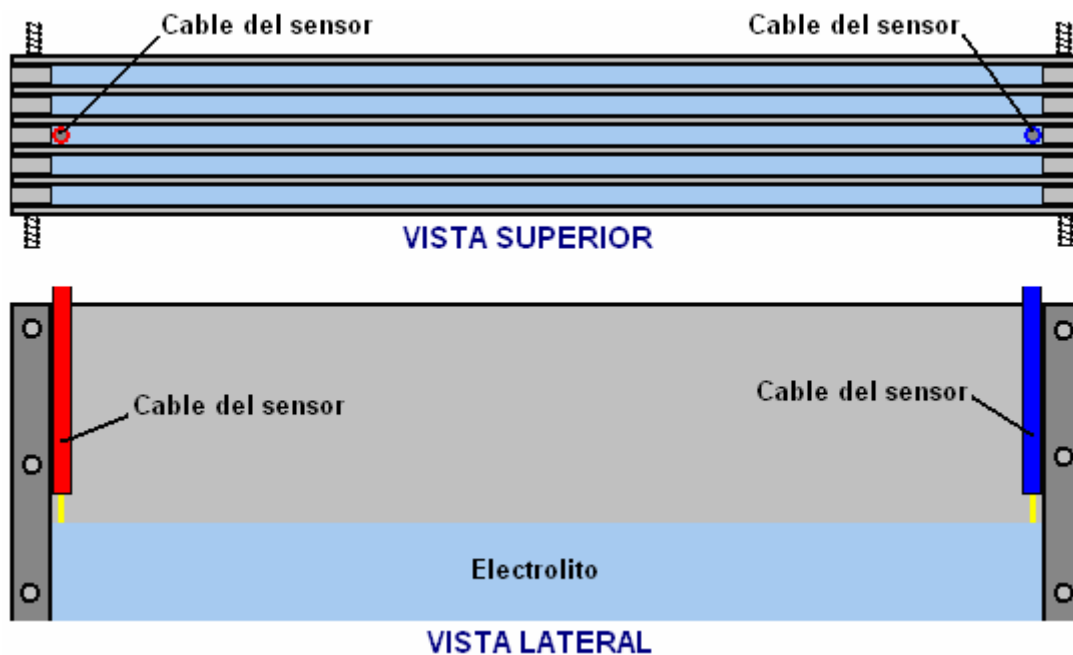 Cable del sensor
Cable del sensor
VISTA SUPERIOR
Cable del sensor
Cable del sensor
Electrolito
VISTA LATERAL